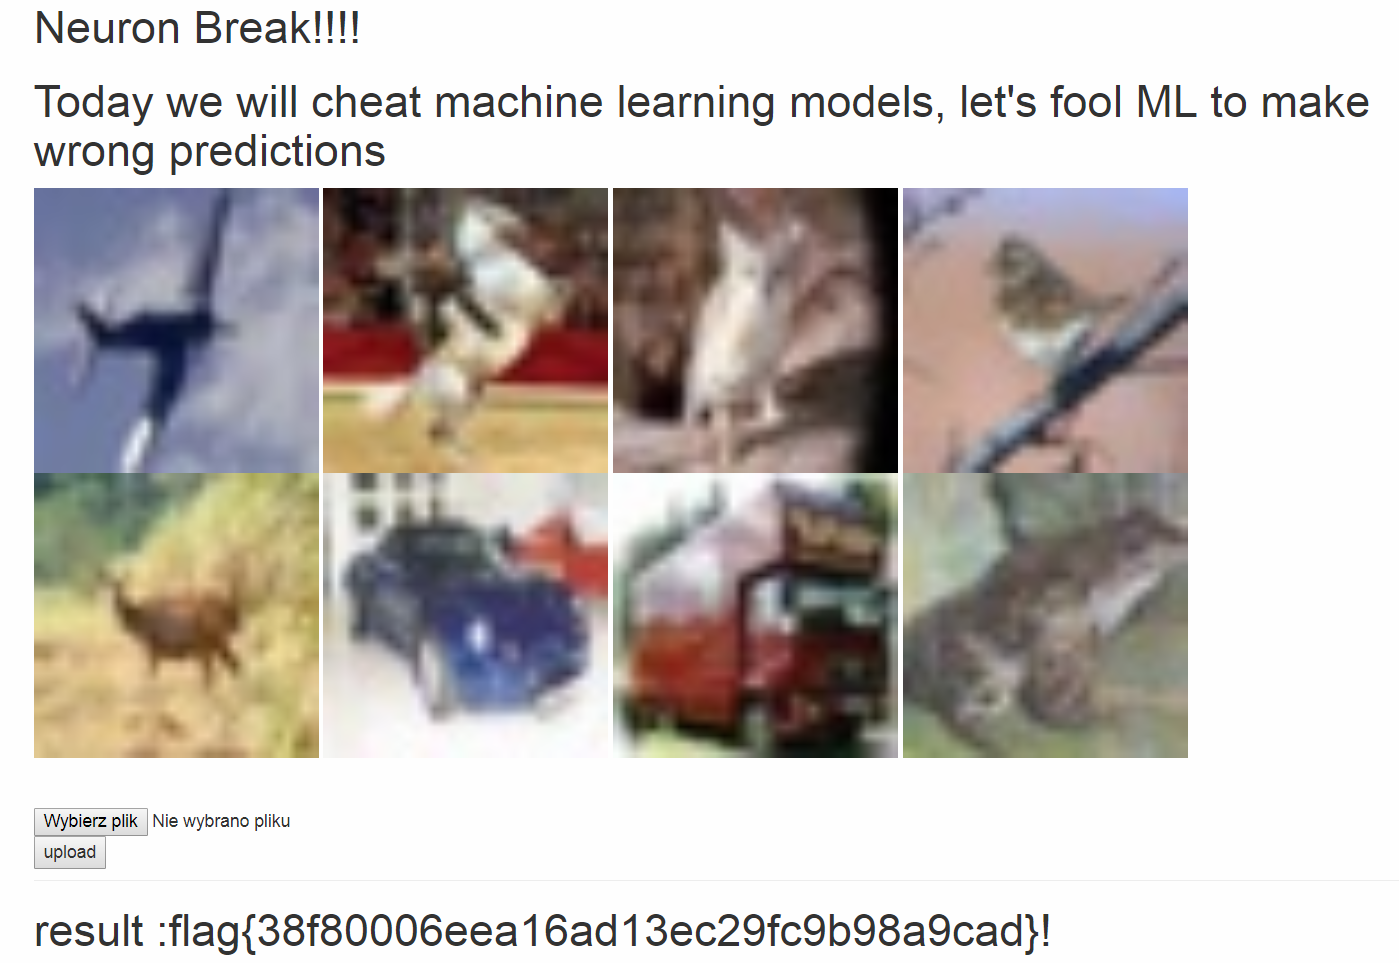 Neuron Break!!!!
Today we will cheat machine learning models, let's fool ML to make
wrong predictions
Wybierz plik Nie wybrano pliku
upload
result :flag{38f80006eea16ad13ec29fc9b98a9cad}!